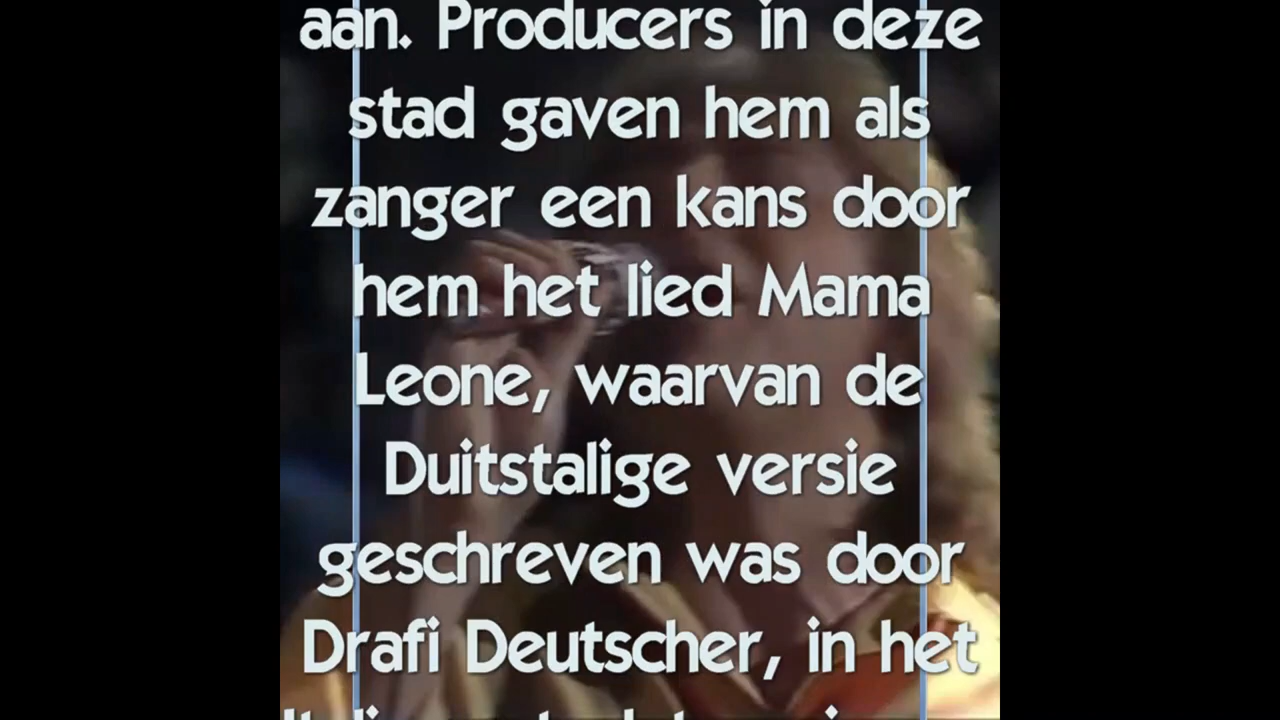 aan. Producers in deze
stad gaven hem als
zanger een kans door
hem het lied Mama
Leone, waarvan de
Duitstalige versie
geschreven was door
Drafi Deutscher, in het